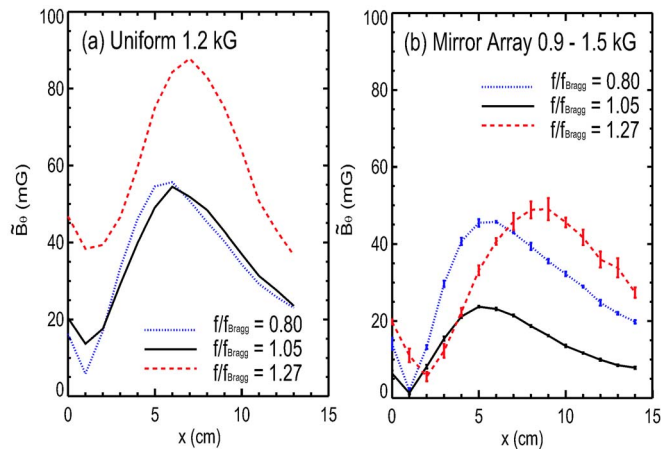 (a) Uniform 1.2 kG
100
80
60
40
20
0
B̃θ (mG)
f/fBragg = 0.80
f/fBragg = 1.05
f/fBragg = 1.27
0 5 10 15
x (cm)
(b) Mirror Array 0.9 - 1.5 kG
100
80
60
40
20
0
B̃θ (mG)
f/fBragg = 0.80
f/fBragg = 1.05
f/fBragg = 1.27
0 5 10 15
x (cm)